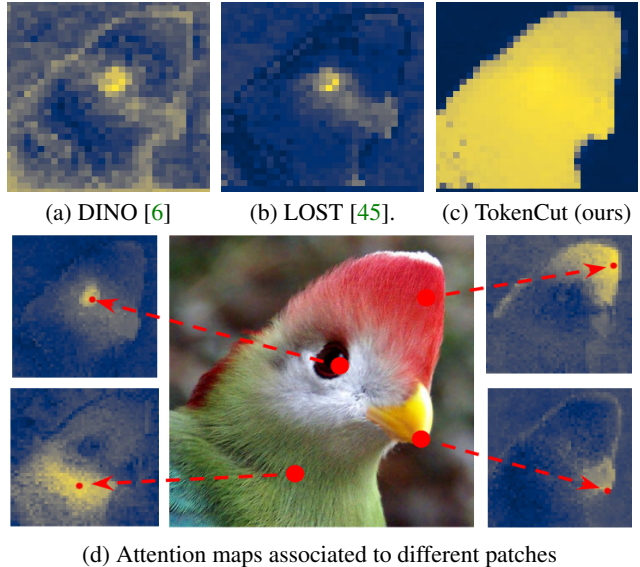 (a) DINO [6]
(b) LOST [45].
(c) TokenCut (ours)
(d) Attention maps associated to different patches